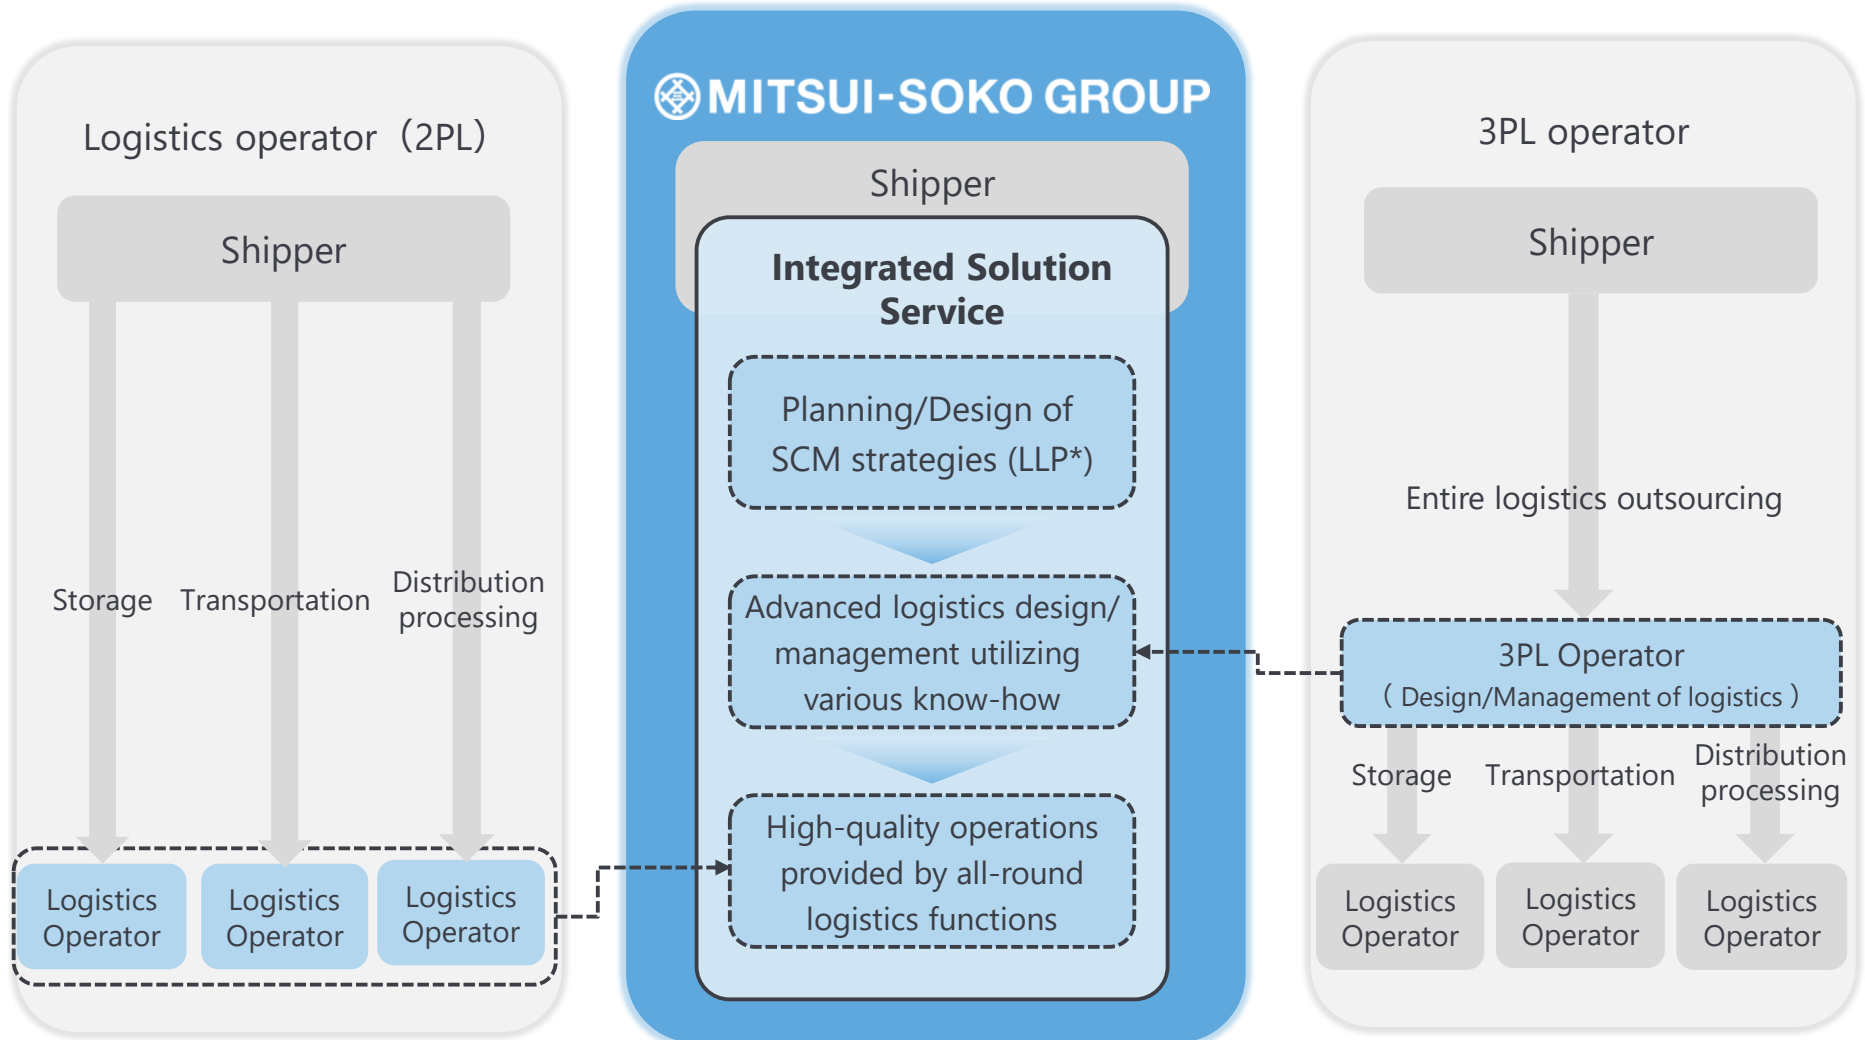 Logistics operator（2PL）
Shipper
Storage
Transportation
Distribution
processing
Logistics
Operator
Logistics
Operator
Logistics
Operator
MITSUI-SOKO GROUP
Shipper
Integrated Solution
Service
Planning/Design of
SCM strategies (LLP*)
Advanced logistics design/
management utilizing
various know-how
High-quality operations
provided by all-round
logistics functions
3PL operator
Shipper
Entire logistics outsourcing
3PL Operator
（ Design/Management of logistics ）
Storage
Transportation
Distribution
processing
Logistics
Operator
Logistics
Operator
Logistics
Operator